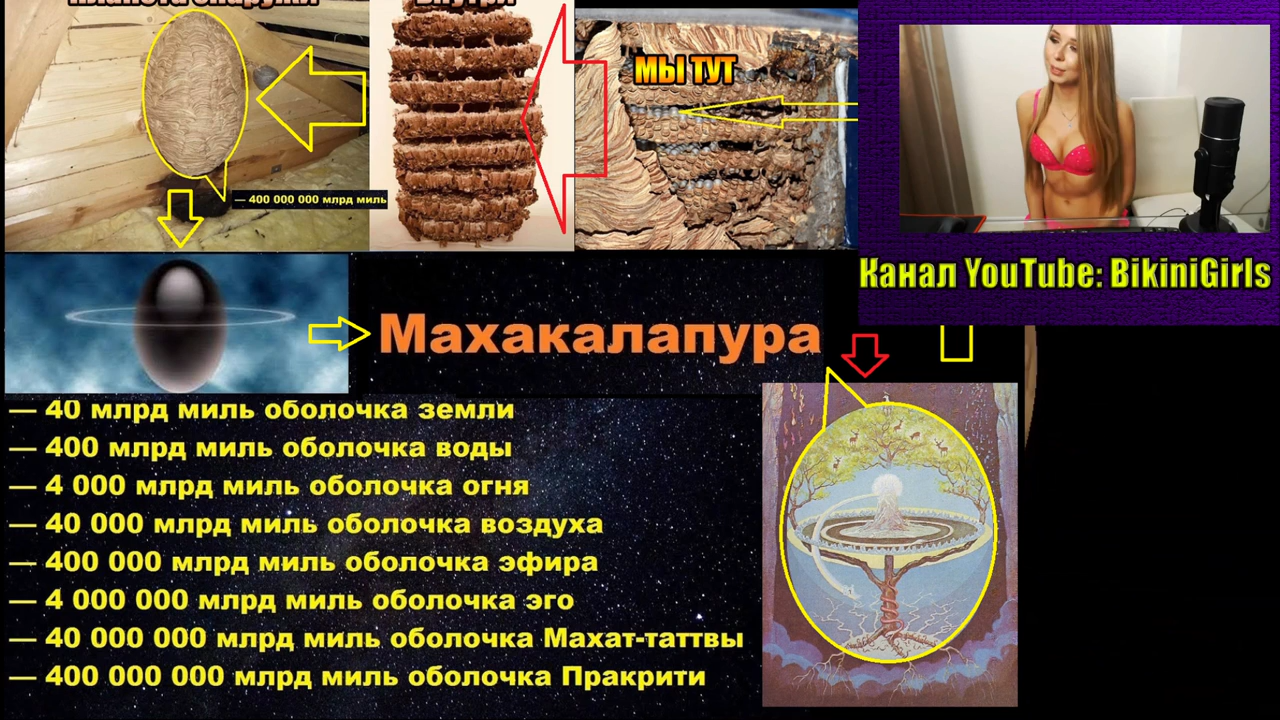 Планета снаружи
Внутри
МЫ ТУТ
— 400 000 000 млрд миль
Канал YouTube: BikiniGirls
Махакалапура
— 40 млрд миль оболочка земли
— 400 млрд миль оболочка воды
— 4 000 млрд миль оболочка огня
— 40 000 млрд миль оболочка воздуха
— 400 000 млрд миль оболочка эфира
— 4 000 000 млрд миль оболочка эго
— 40 000 000 млрд миль оболочка Махат-таттвы
— 400 000 000 млрд миль оболочка Пракрити